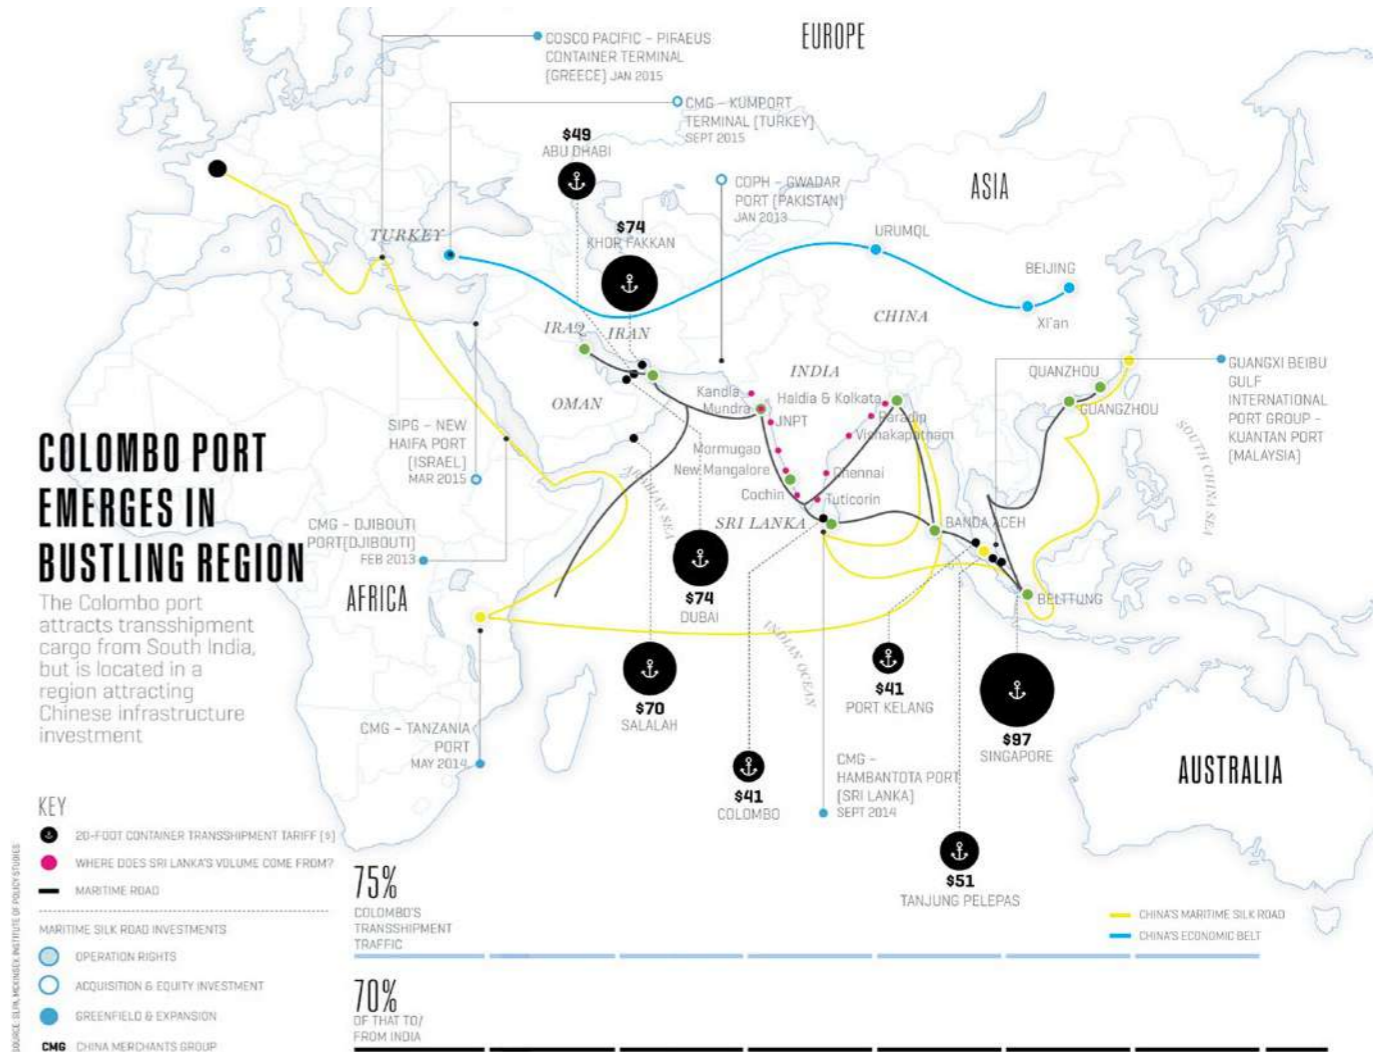 EUROPE
COSCO PACIFIC – PIRAEUS
CONTAINER TERMINAL
(GREECE) JAN 2015
CMG – KUMPORT
TERMINAL (TURKEY)
SEPT 2015
$49
ABU DHABI
COPH – GWADAR
PORT (PAKISTAN)
JAN 2013
ASIA
$74
KHOR FAKKAN
TURKEY
URUMQL
BEIJING
XI'an
CHINA
IRAQ
IRAN
INDIA
OMAN
Kandla
Mundra
Haldia & Kolkata
JNPT
Paradip
Vishakapatnam
Mormugao
New Mangalore
Chennai
Cochin
Tuticorin
SRI LANKA
BANDA ACEH
BELTTUNG
QUANZHOU
GUANGZHOU
GUANGXI BEIBU
GULF
INTERNATIONAL
PORT GROUP –
KUANTAN PORT
(MALAYSIA)
SOUTH CHINA SEA
ARABIAN SEA
INDIAN OCEAN
SIPG – NEW
HAIFA PORT
(ISRAEL)
MAR 2015
CMG – DJIBOUTI
PORT(DJIBOUTI)
FEB 2013
AFRICA
CMG – TANZANIA
PORT
MAY 2014
COLOMBO PORT
EMERGES IN
BUSTLING REGION
The Colombo port
attracts transshipment
cargo from South India,
but is located in a
region attracting
Chinese infrastructure
investment
$74
DUBAI
$70
SALALAH
$41
COLOMBO
CMG –
HAMBANTOTA PORT
(SRI LANKA)
SEPT 2014
$41
PORT KELANG
$97
SINGAPORE
$51
TANJUNG PELEPAS
AUSTRALIA
KEY
20-FOOT CONTAINER TRANSSHIPMENT TARIFF ($)
WHERE DOES SRI LANKA'S VOLUME COME FROM?
MARITIME ROAD
MARITIME SILK ROAD INVESTMENTS
OPERATION RIGHTS
ACQUISITION & EQUITY INVESTMENT
GREENFIELD & EXPANSION
CMG CHINA MERCHANTS GROUP
75%
COLOMBO'S
TRANSSHIPMENT
TRAFFIC
70%
OF THAT TO/
FROM INDIA
CHINA'S MARITIME SILK ROAD
CHINA'S ECONOMIC BELT
INSTITUTE OF POLICY STUDIES